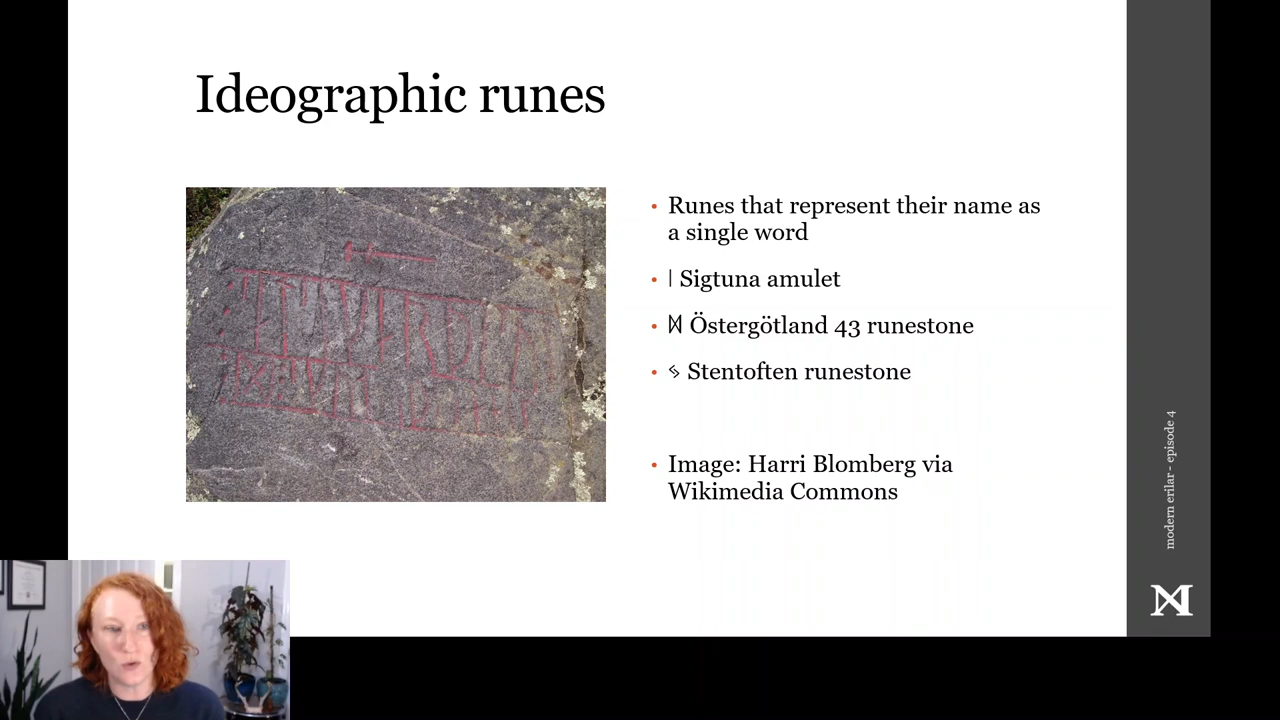 Ideographic runes
• Runes that represent their name as
a single word
• ᛁ Sigtuna amulet
• ᛞ Östergötland 43 runestone
• ᛃ Stentoften runestone
• Image: Harri Blomberg via
Wikimedia Commons
modern erilar - episode 4